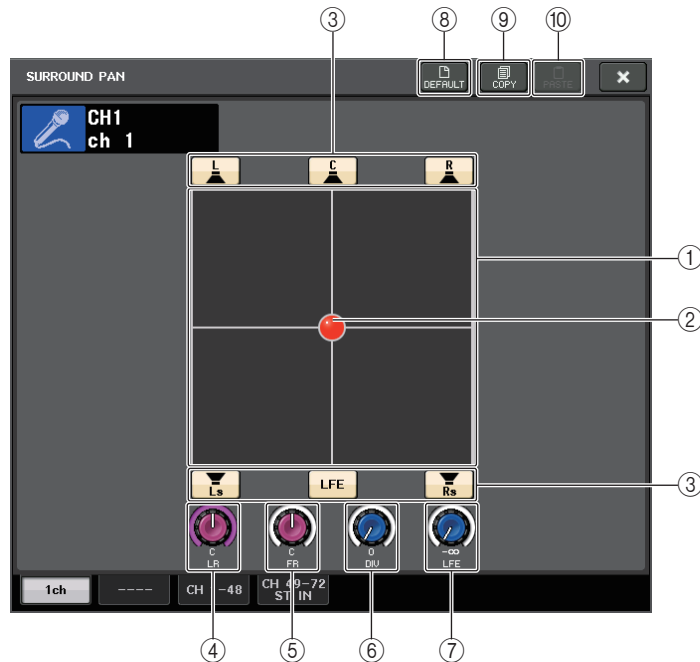 ③ ⑧ ⑨ ⑩
SURROUND PAN DEFAULT COPY PASTE ×
CH1
ch 1
L C R
①
②
Ls LFE Rs ③
C C 0 -∞
LR FR DIV LFE
1ch ---- CH -48 CH 49-72
ST IN
④ ⑤ ⑥ ⑦